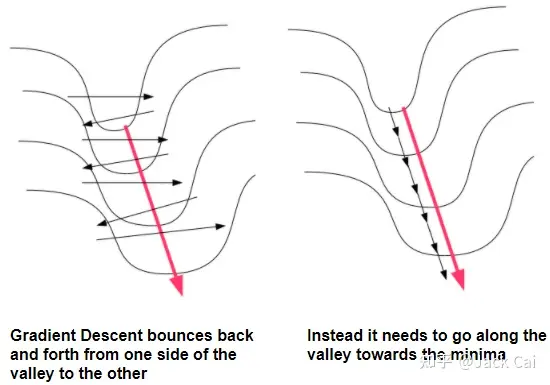 Gradient Descent bounces back
and forth from one side of the
valley to the other
Instead it needs to go along the
valley towards the minima
知乎 @Jack Cai